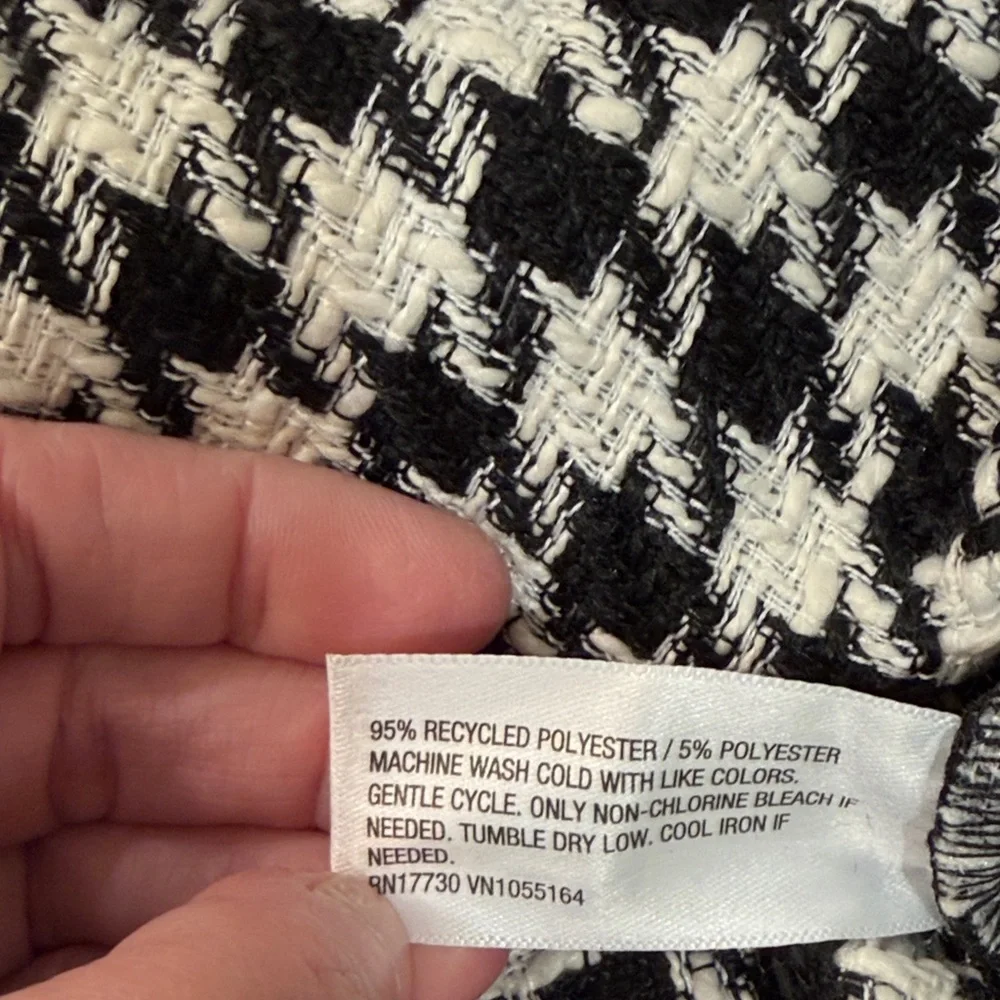 95% RECYCLED POLYESTER / 5% POLYESTER
MACHINE WASH COLD WITH LIKE COLORS.
GENTLE CYCLE. ONLY NON-CHLORINE BLEACH IF
NEEDED. TUMBLE DRY LOW. COOL IRON IF
NEEDED.
RN17730 VN1055164